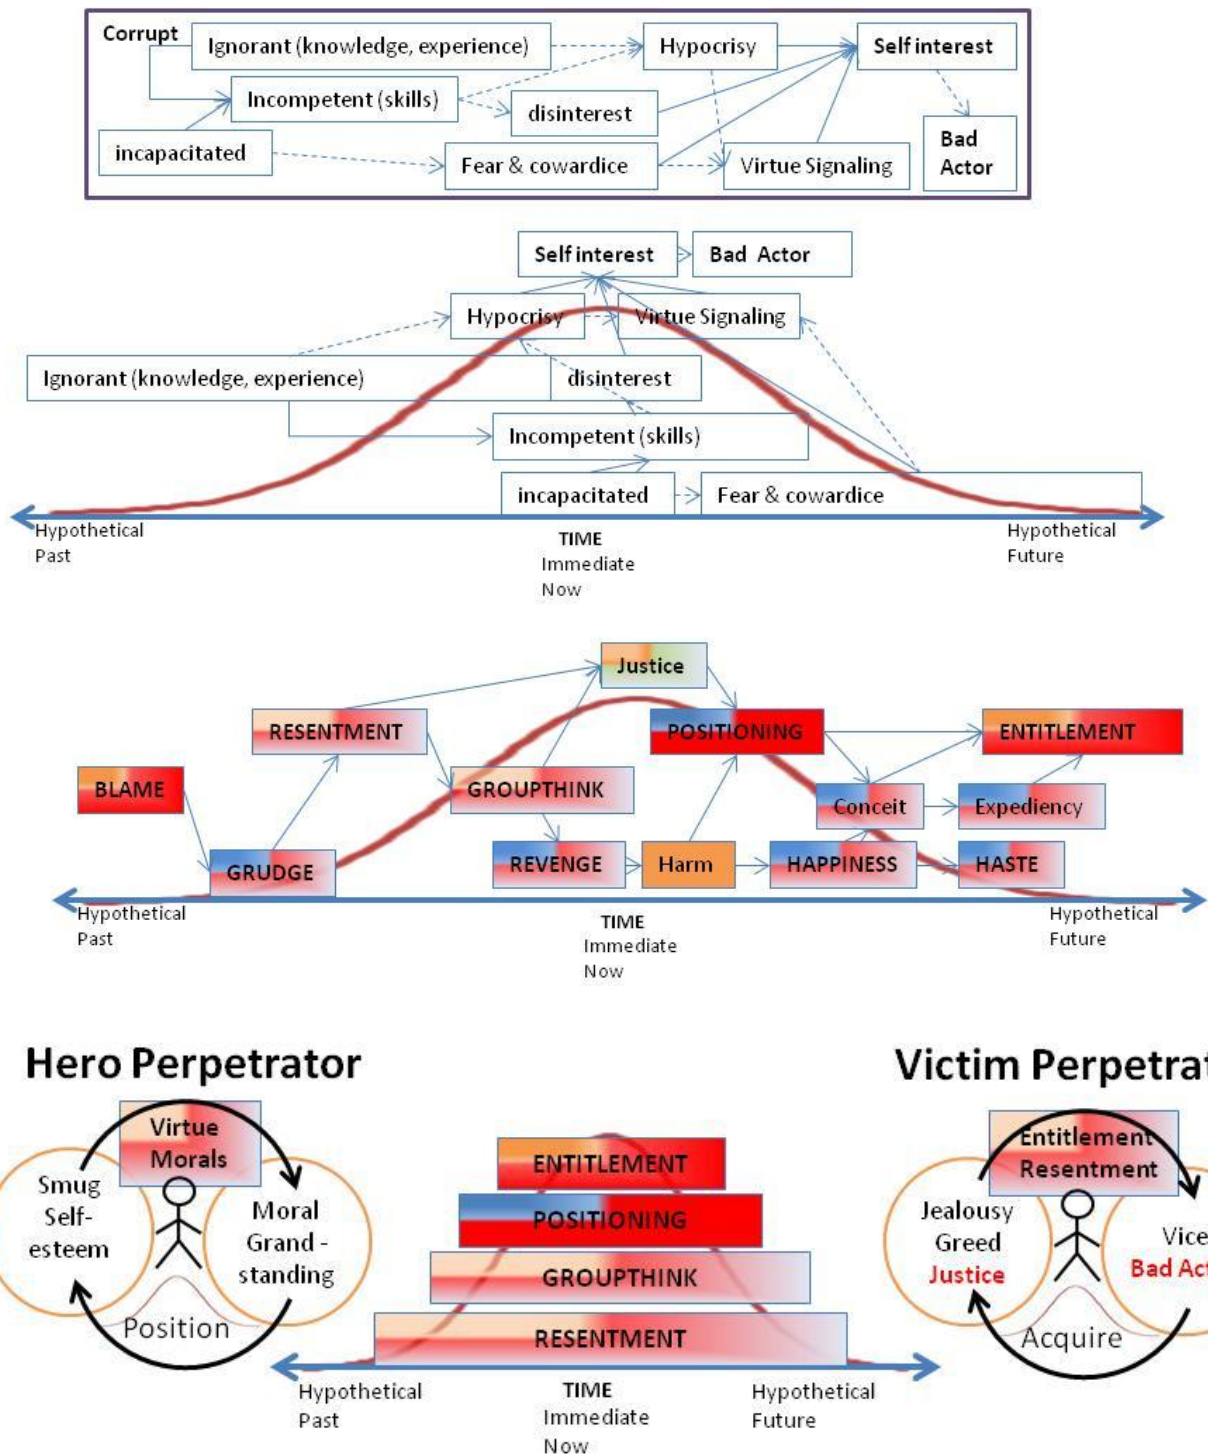 Corrupt
Ignorant (knowledge, experience)
Hypocrisy
Self interest
Incompetent (skills)
disinterest
incapacitated
Fear & cowardice
Virtue Signaling
Bad
Actor
Self interest
Bad Actor
Hypocrisy
Virtue Signaling
Ignorant (knowledge, experience)
disinterest
Incompetent (skills)
incapacitated
Fear & cowardice
Hypothetical
Past
TIME
Immediate
Now
Hypothetical
Future
Justice
RESENTMENT
POSITIONING
ENTITLEMENT
BLAME
GROUPTHINK
Conceit
Expediency
GRUDGE
REVENGE
Harm
HAPPINESS
HASTE
Hypothetical
Past
TIME
Immediate
Now
Hypothetical
Future
Hero Perpetrator
Virtue
Morals
Smug
Self-
esteem
Moral
Grand -
standing
Position
ENTITLEMENT
POSITIONING
GROUPTHINK
RESENTMENT
Hypothetical
Past
TIME
Immediate
Now
Hypothetical
Future
Victim Perpetrat
Entitlement
Resentment
Jealousy
Greed
Justice
Vice
Bad Act
Acquire